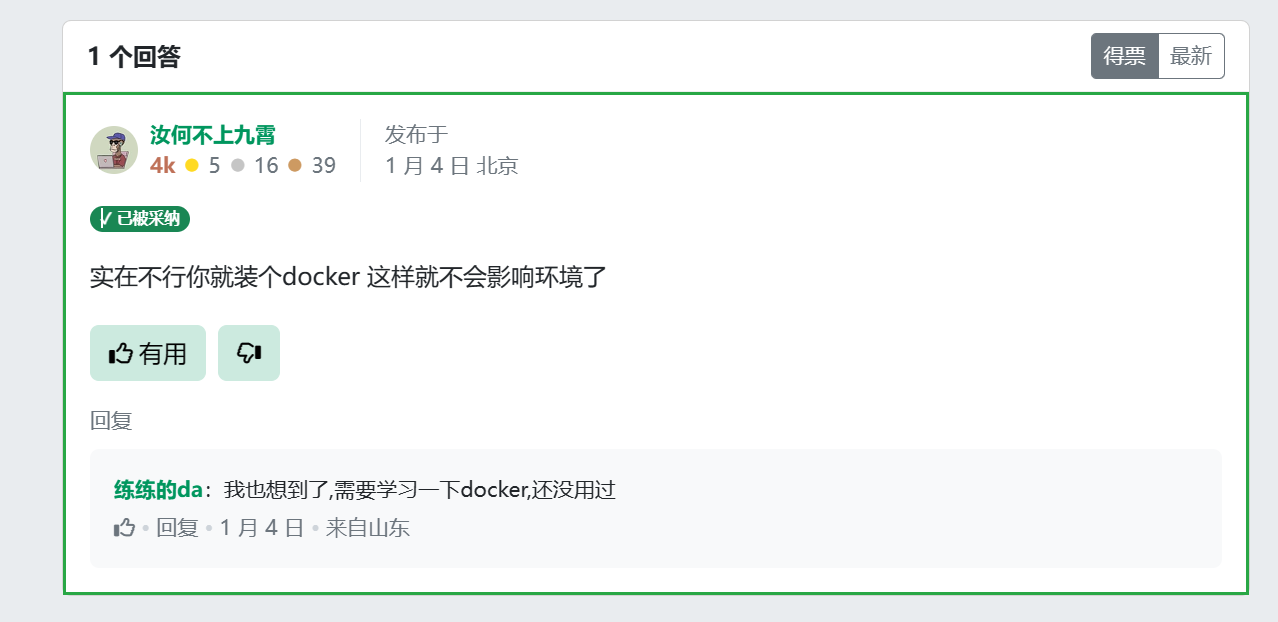 1 个回答
得票 最新
汝何不上九霄
4k 5 16 39
发布于
1 月 4 日 北京
✓ 已被采纳
实在不行你就装个docker 这样就不会影响环境了
有用
回复
练练的da：我也想到了,需要学习一下docker,还没用过
• 回复 • 1 月 4 日 • 来自山东